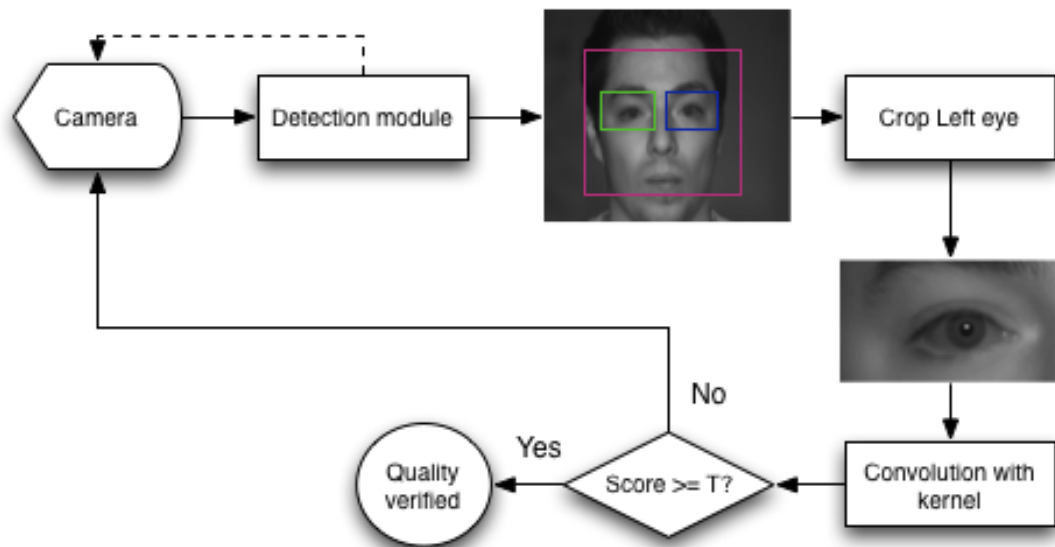 Camera
Detection module
Crop Left eye
No
Yes
Quality
verified
Score >= T?
Convolution with
kernel